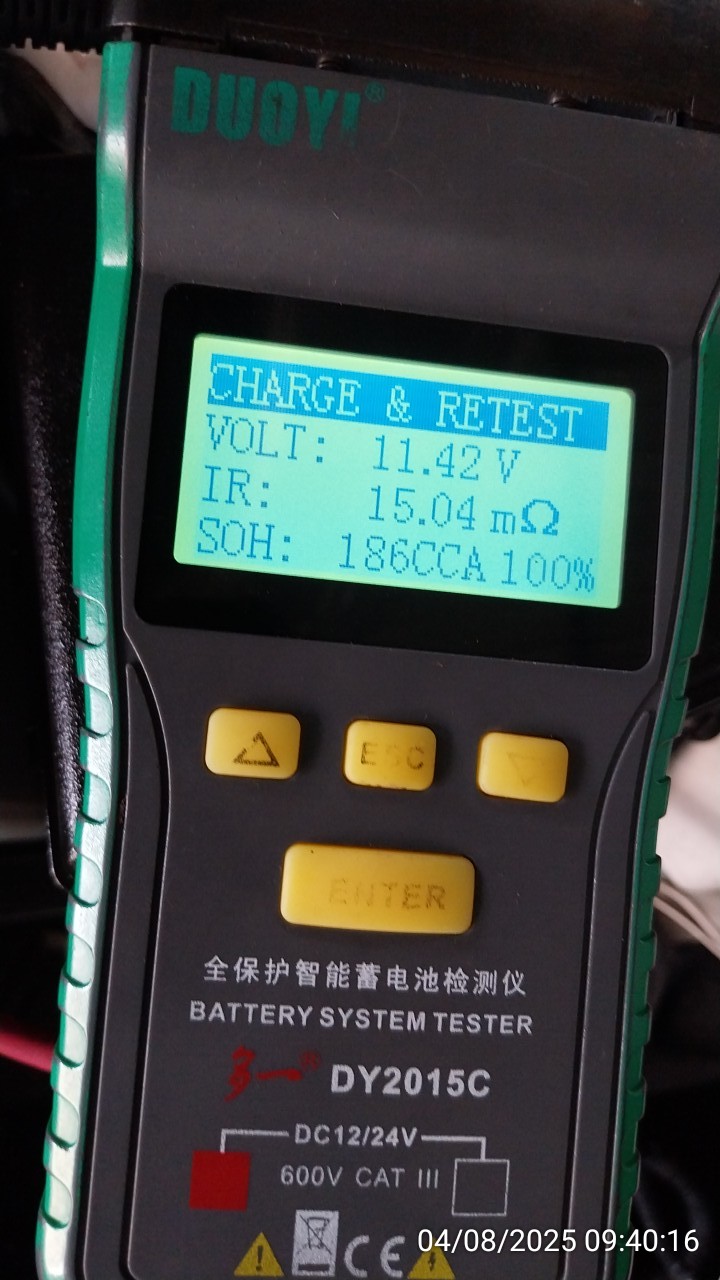 DUOYI®
CHARGE & RETEST
VOLT: 11.42 V
IR: 15.04 mΩ
SOH: 186CCA 100%
ESC
ENTER
全保护智能蓄电池检测仪
BATTERY SYSTEM TESTER
多一® DY2015C
DC12/24V
600V CAT III
CE
04/08/2025 09:40:16